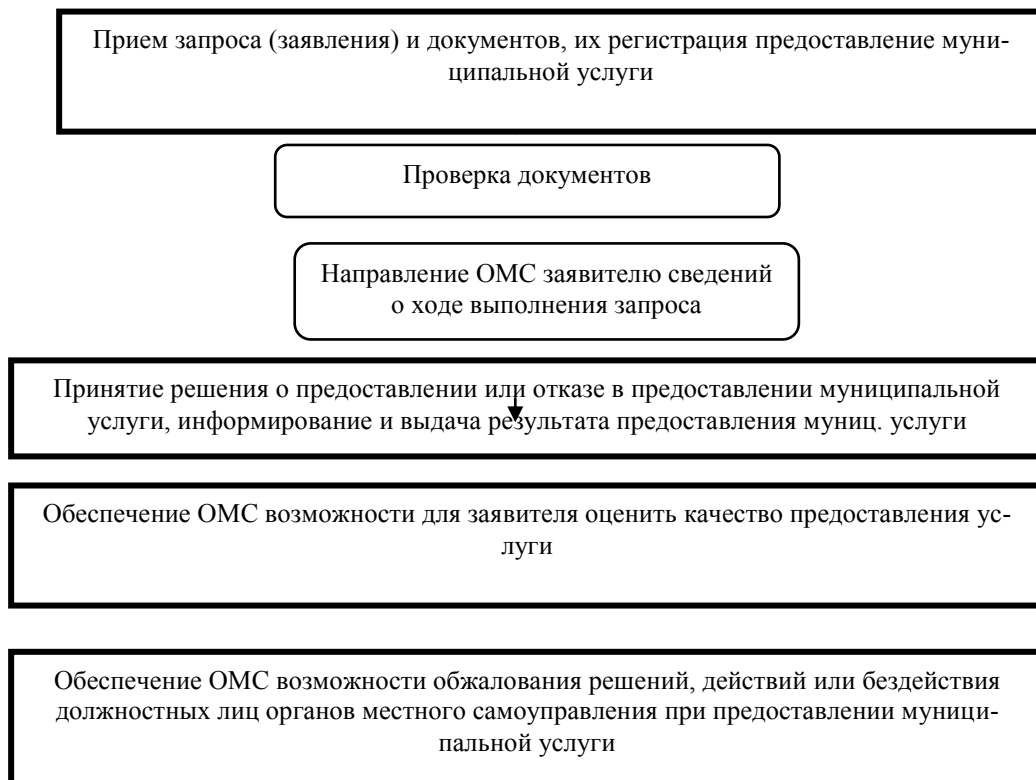 Прием запроса (заявления) и документов, их регистрация предоставление муни-
ципальной услуги
Проверка документов
Направление ОМС заявителю сведений
о ходе выполнения запроса
Принятие решения о предоставлении или отказе в предоставлении муниципальной
услуги, информирование и выдача результата предоставления муниц. услуги
Обеспечение ОМС возможности для заявителя оценить качество предоставления ус-
луги
Обеспечение ОМС возможности обжалования решений, действий или бездействия
должностных лиц органов местного самоуправления при предоставлении муници-
пальной услуги